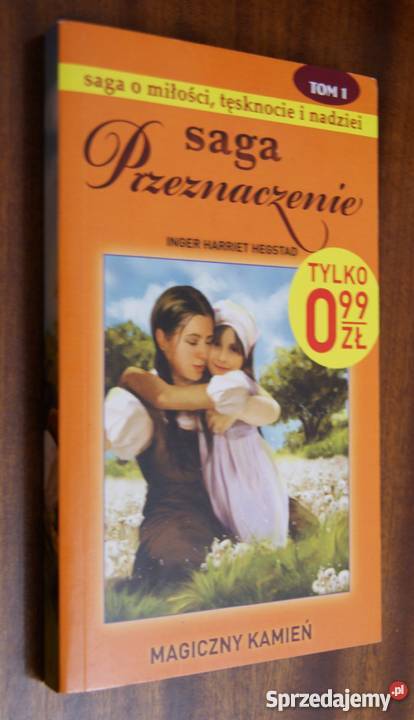 TOM 1
saga o miłości, tęsknocie i nadziei
saga
Przeznaczenie
INGER HARRIET HEGSTAD
TYLKO
0 99 ZŁ
MAGICZNY KAMIEŃ
Sprzedajemy.pl